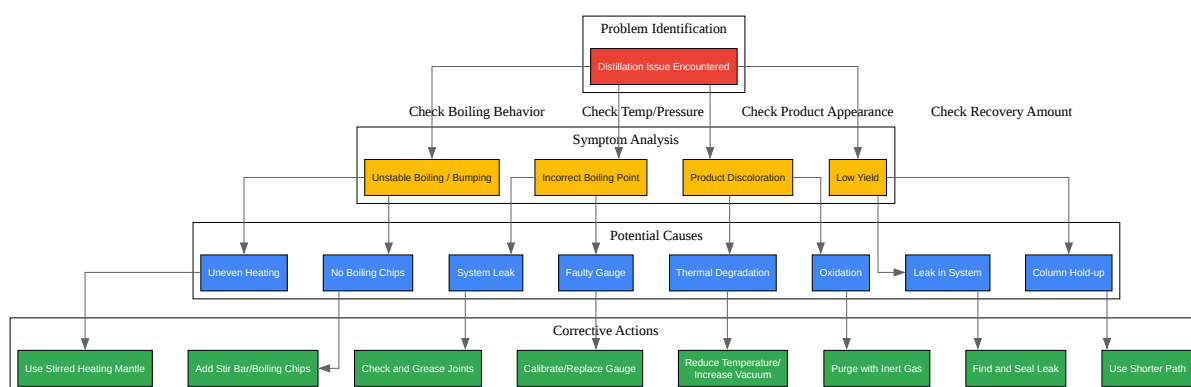 Problem Identification
Distillation Issue Encountered
Check Boiling Behavior
Check Temp/Pressure
Check Product Appearance
Check Recovery Amount
Symptom Analysis
Unstable Boiling / Bumping
Incorrect Boiling Point
Product Discoloration
Low Yield
Potential Causes
Uneven Heating
No Boiling Chips
System Leak
Faulty Gauge
Thermal Degradation
Oxidation
Leak in System
Column Hold-up
Corrective Actions
Use Stirred Heating Mantle
Add Stir Bar/Boiling Chips
Check and Grease Joints
Calibrate/Replace Gauge
Reduce Temperature/
Increase Vacuum
Purge with Inert Gas
Find and Seal Leak
Use Shorter Path